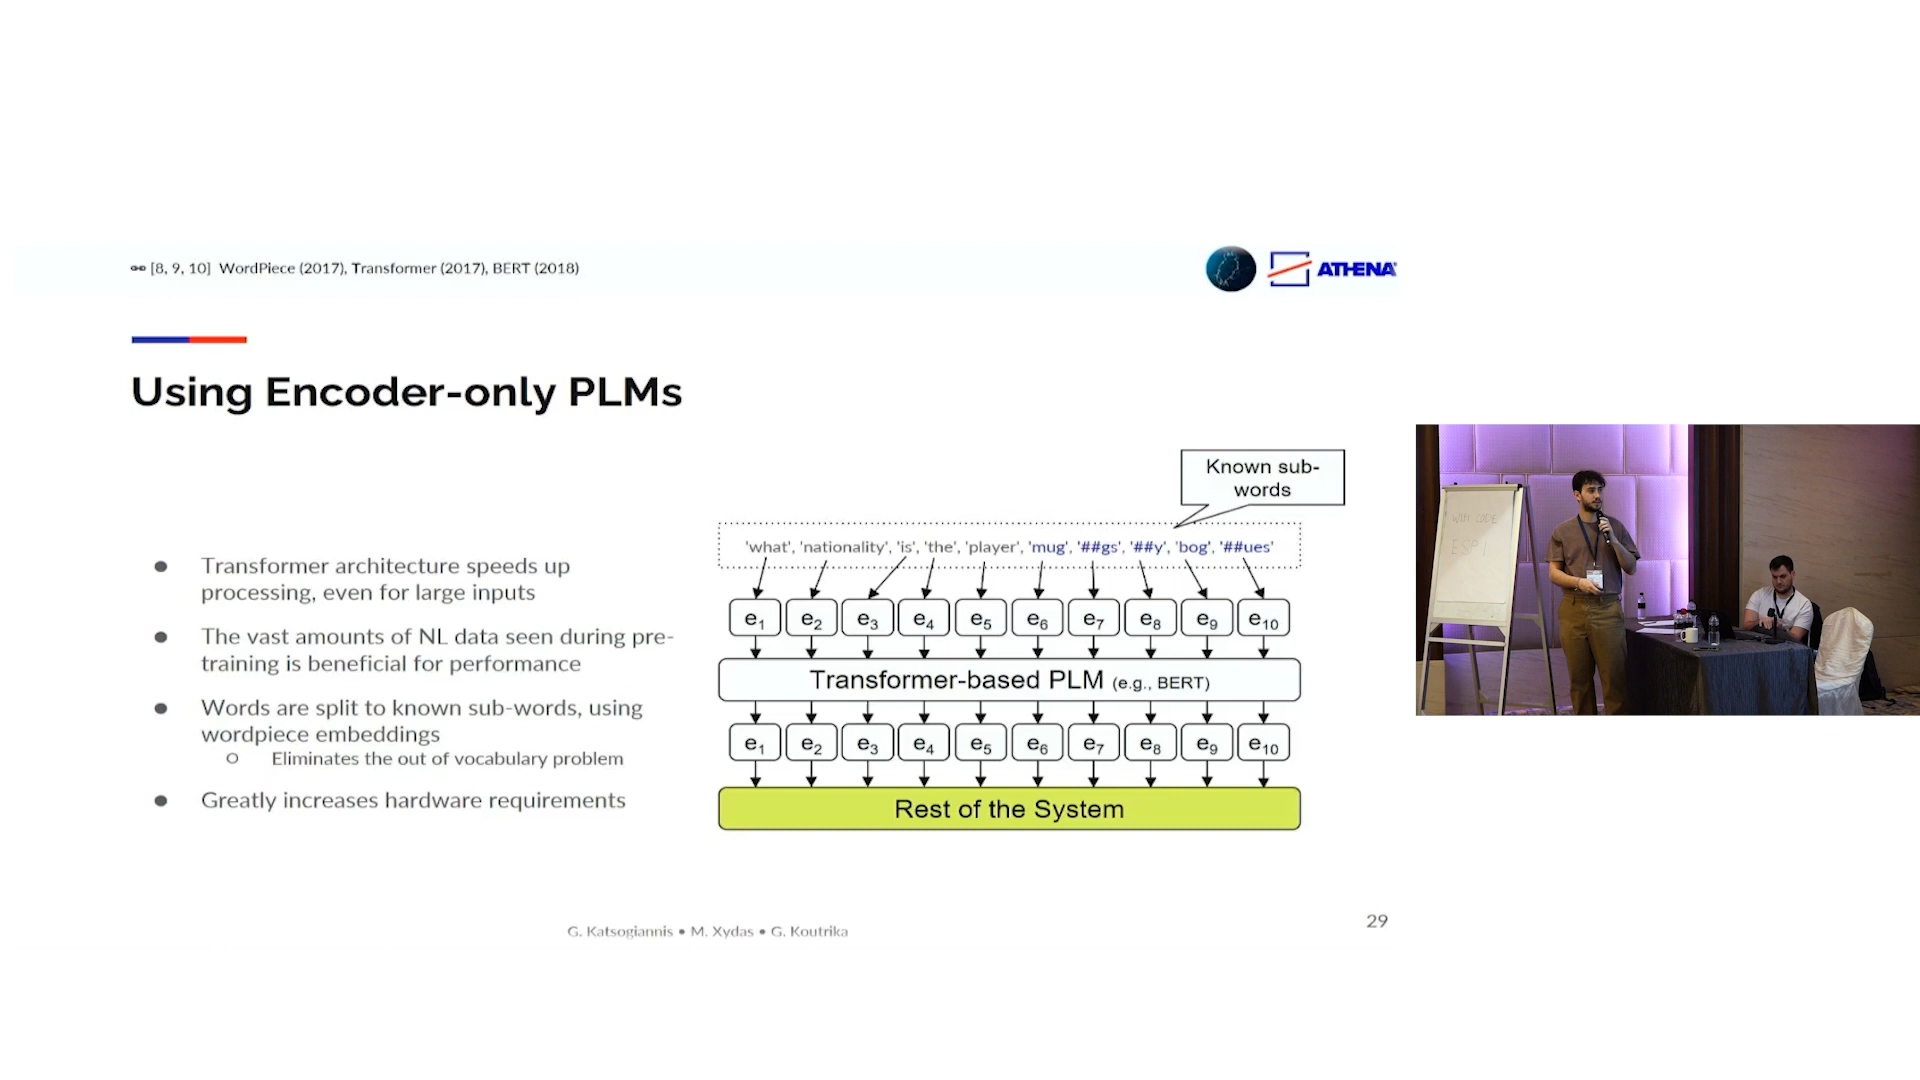 [8, 9, 10] WordPiece (2017), Transformer (2017), BERT (2018)
ATHENA
Using Encoder-only PLMs
Known sub-
words
'what', 'nationality', 'is', 'the', 'player', 'mug', '##gs', '##y', 'bog', '##ues'
e1 e2 e3 e4 e5 e6 e7 e8 e9 e10
Transformer-based PLM (e.g., BERT)
e1 e2 e3 e4 e5 e6 e7 e8 e9 e10
Rest of the System
● Transformer architecture speeds up
processing, even for large inputs
● The vast amounts of NL data seen during pre-
training is beneficial for performance
● Words are split to known sub-words, using
wordpiece embeddings
○ Eliminates the out of vocabulary problem
● Greatly increases hardware requirements
G. Katsogiannis ● M. Xydas ● G. Koutrika
29
WIFI CODE